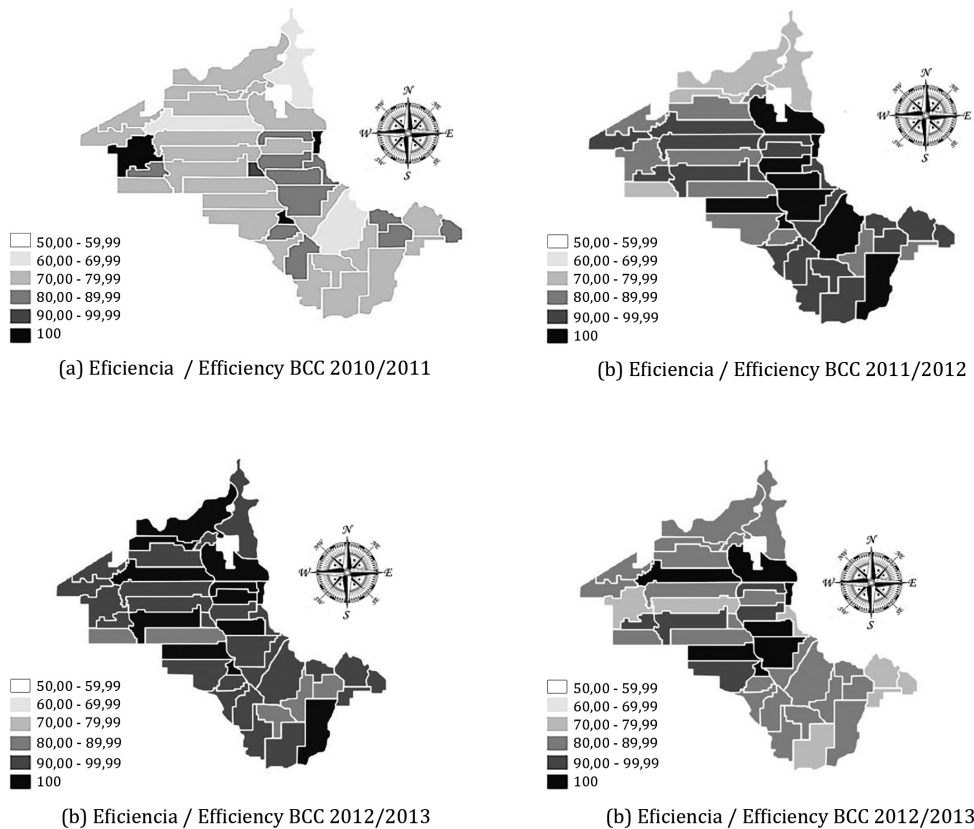 N
W E
S
50,00 - 59,99
60,00 - 69,99
70,00 - 79,99
80,00 - 89,99
90,00 - 99,99
100
(a) Eficiencia / Efficiency BCC 2010/2011
N
W E
S
50,00 - 59,99
60,00 - 69,99
70,00 - 79,99
80,00 - 89,99
90,00 - 99,99
100
(b) Eficiencia / Efficiency BCC 2011/2012
N
W E
S
50,00 - 59,99
60,00 - 69,99
70,00 - 79,99
80,00 - 89,99
90,00 - 99,99
100
(b) Eficiencia / Efficiency BCC 2012/2013
N
W E
S
50,00 - 59,99
60,00 - 69,99
70,00 - 79,99
80,00 - 89,99
90,00 - 99,99
100
(b) Eficiencia / Efficiency BCC 2012/2013